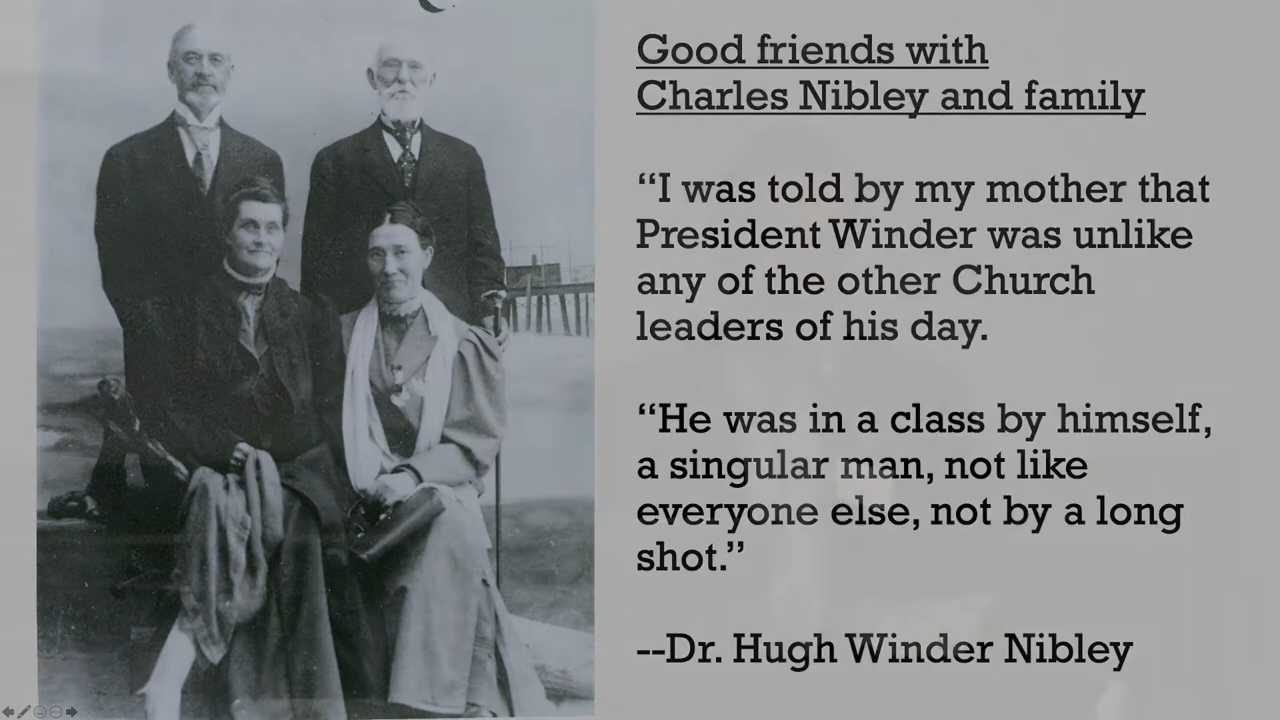 Good friends with
Charles Nibley and family
“I was told by my mother that
President Winder was unlike
any of the other Church
leaders of his day.
“He was in a class by himself,
a singular man, not like
everyone else, not by a long
shot.”
--Dr. Hugh Winder Nibley